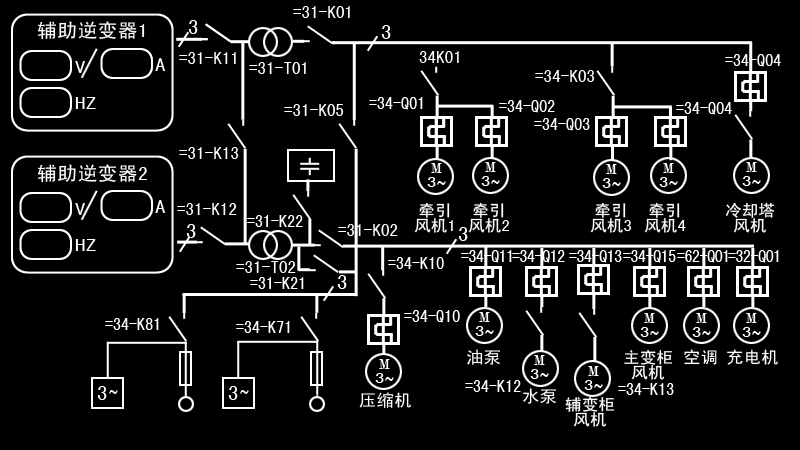 辅助逆变器1
V/
A
HZ
3
=31-K11
=31-T01
=31-K01
3
34K01
=34-K03
=34-Q04
=34-Q01
=34-Q02
=34-Q03
=34-Q04
=31-K05
=31-K13
M
3~
M
3~
M
3~
M
3~
M
3~
牵引
风机1
牵引
风机2
牵引
风机3
牵引
风机4
冷却塔
风机
辅助逆变器2
V/
A
HZ
3
=31-K12
=31-K22
=31-K02
=31-T02
=31-K21
3
3
=34-K10
=34-Q11
=34-Q12
=34-Q13
=34-Q15
=62-Q01
=32-Q01
=34-K81
=34-K71
=34-Q10
M
3~
M
3~
M
3~
M
3~
油泵
主变柜
风机
空调
充电机
M
3~
M
3~
M
3~
3~
3~
压缩机
=34-K12
水泵
辅变柜
风机
=34-K13